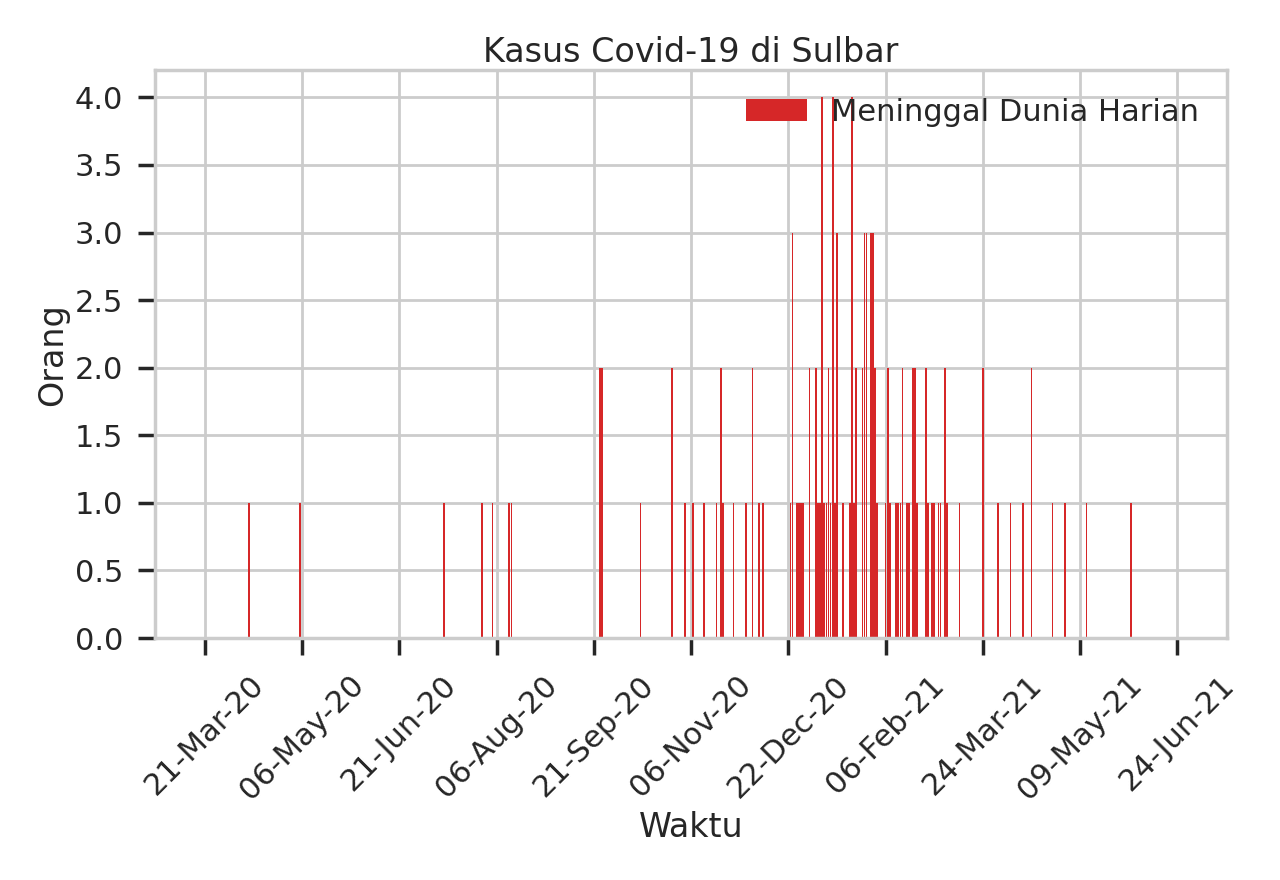 Kasus Covid-19 di Sulbar
Meninggal Dunia Harian
Orang
4.0
3.5
3.0
2.5
2.0
1.5
1.0
0.5
0.0
21-Mar-20
06-May-20
21-Jun-20
06-Aug-20
21-Sep-20
06-Nov-20
22-Dec-20
06-Feb-21
24-Mar-21
09-May-21
24-Jun-21
Waktu